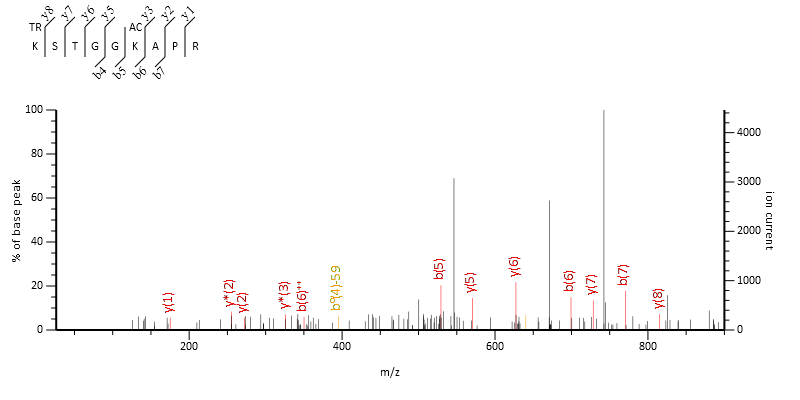 y8 y7 y6 y5 y3 y2 y1
TR AC
K S T G G K A P R
b4 b5 b6 b7
100
80
60
40
20
0
% of base peak
4000
3000
2000
1000
0
ion current
y(1)
y*(2)
y(2)
y*(3)
b(6)++
b°(4)-59
b(5)
y(5)
y(6)
b(6)
y(7)
b(7)
y(8)
200 400 600 800
m/z